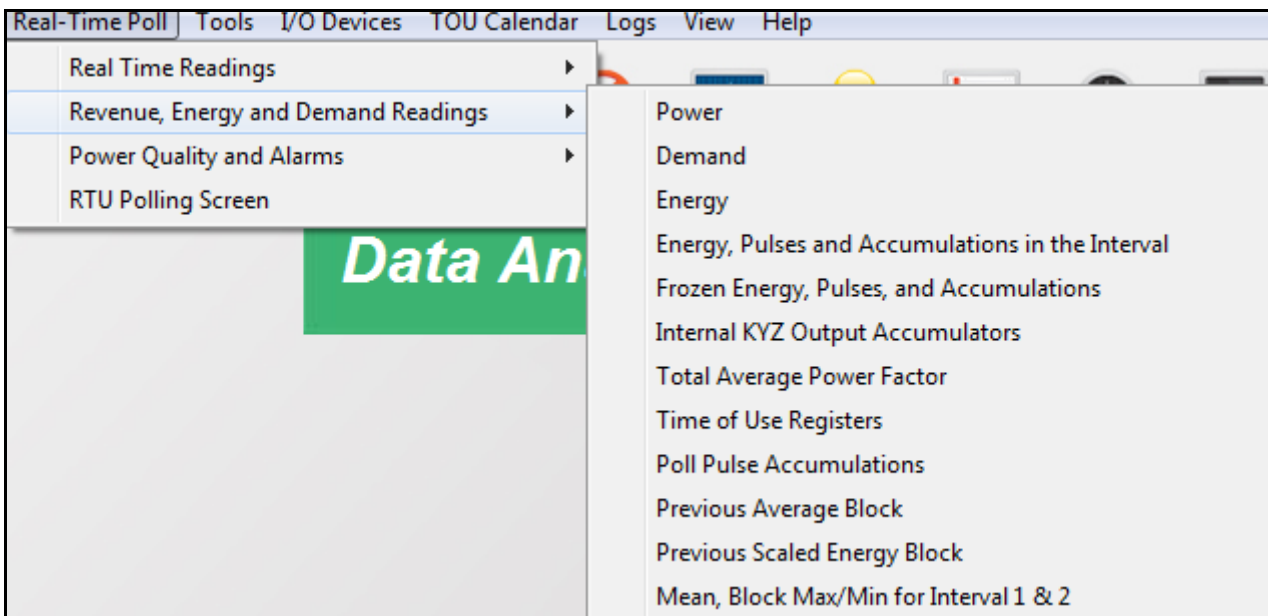 Real-Time Poll Tools I/O Devices TOU Calendar Logs View Help
Real Time Readings
Revenue, Energy and Demand Readings
Power Quality and Alarms
RTU Polling Screen
Power
Demand
Energy
Energy, Pulses and Accumulations in the Interval
Frozen Energy, Pulses, and Accumulations
Internal KYZ Output Accumulators
Total Average Power Factor
Time of Use Registers
Poll Pulse Accumulations
Previous Average Block
Previous Scaled Energy Block
Mean, Block Max/Min for Interval 1 & 2
Data